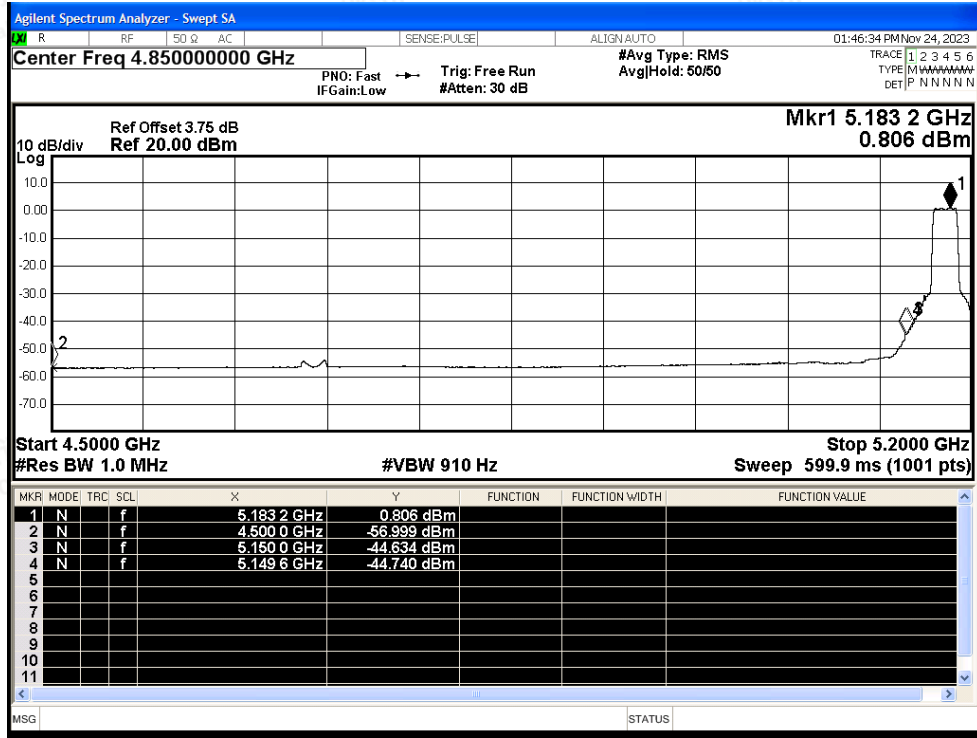 Agilent Spectrum Analyzer - Swept SA
LXI R RF 50 Ω AC SENSE:PULSE ALIGN AUTO 01:46:34 PM Nov 24, 2023
Center Freq 4.850000000 GHz
PNO: Fast
IFGain:Low
Trig: Free Run
#Atten: 30 dB
#Avg Type: RMS
Avg|Hold: 50/50
TRACE 1 2 3 4 5 6
TYPE M
DET P N N N N N
Ref Offset 3.75 dB
10 dB/div Ref 20.00 dBm
Log
Mkr1 5.183 2 GHz
0.806 dBm
10.0
0.00
-10.0
-20.0
-30.0
-40.0
-50.0
-60.0
-70.0
1
2
Start 4.5000 GHz Stop 5.2000 GHz
#Res BW 1.0 MHz #VBW 910 Hz Sweep 599.9 ms (1001 pts)
MKR MODE TRC SCL X Y FUNCTION FUNCTION WIDTH FUNCTION VALUE
1 N f 5.183 2 GHz 0.806 dBm
2 N f 4.500 0 GHz -56.999 dBm
3 N f 5.150 0 GHz -44.634 dBm
4 N f 5.149 6 GHz -44.740 dBm
5
6
7
8
9
10
11
MSG STATUS